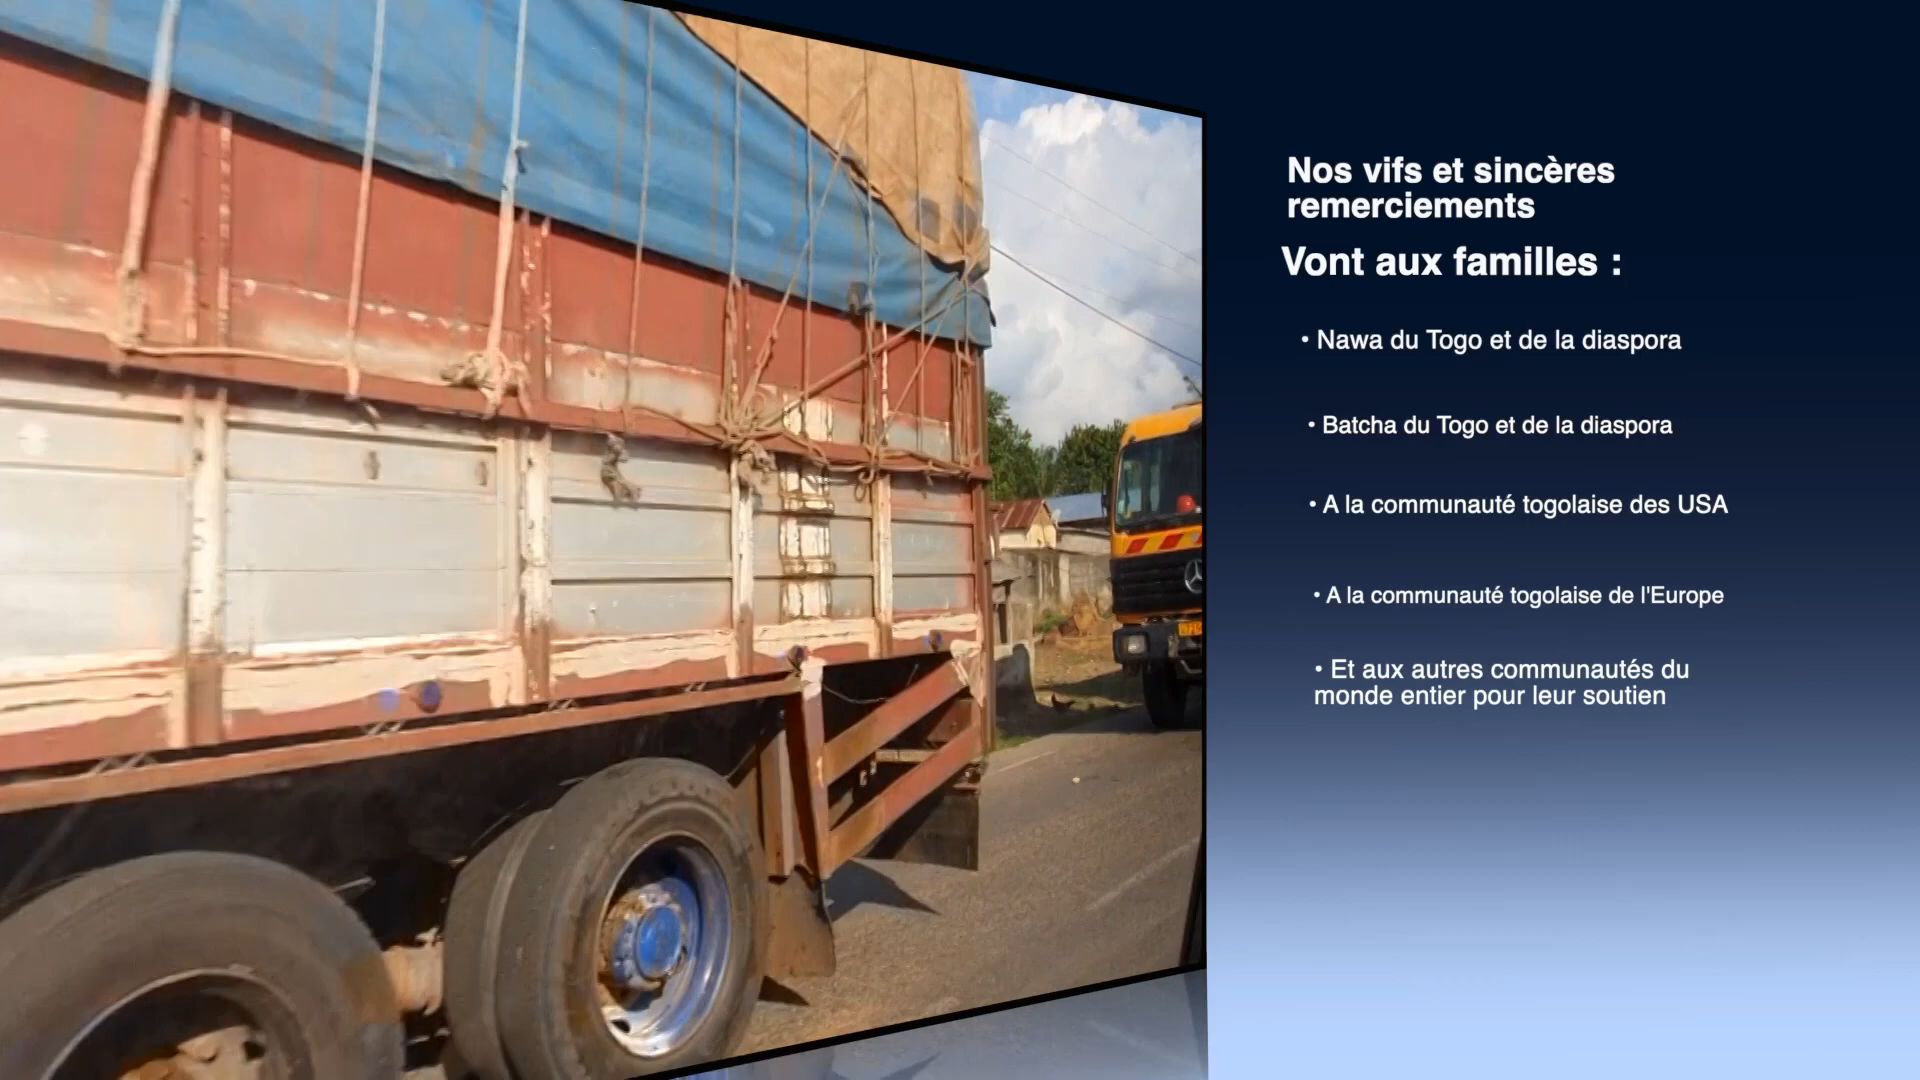 Nos vifs et sincères
remerciements
Vont aux familles :
• Nawa du Togo et de la diaspora
• Batcha du Togo et de la diaspora
• A la communauté togolaise des USA
• A la communauté togolaise de l'Europe
• Et aux autres communautés du
monde entier pour leur soutien